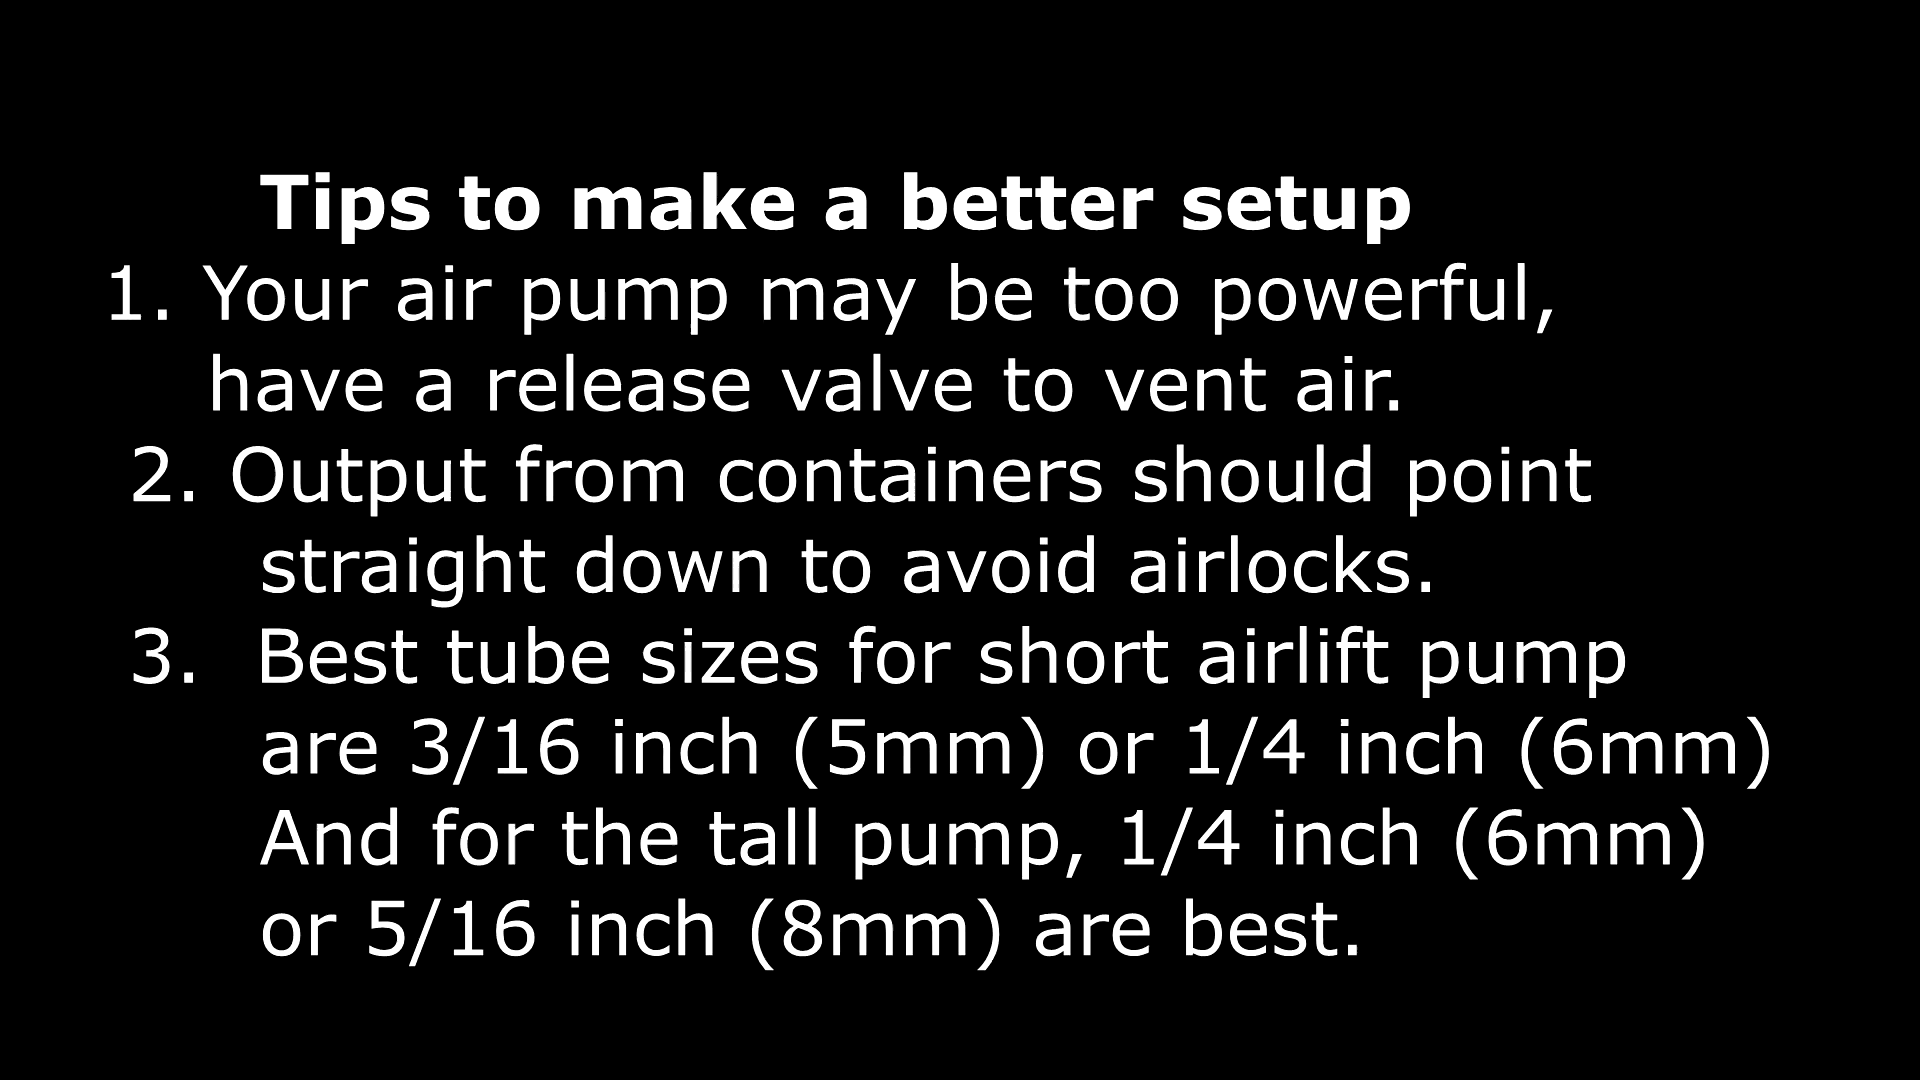 Tips to make a better setup
1. Your air pump may be too powerful,
have a release valve to vent air.
2. Output from containers should point
straight down to avoid airlocks.
3. Best tube sizes for short airlift pump
are 3/16 inch (5mm) or 1/4 inch (6mm)
And for the tall pump, 1/4 inch (6mm)
or 5/16 inch (8mm) are best.